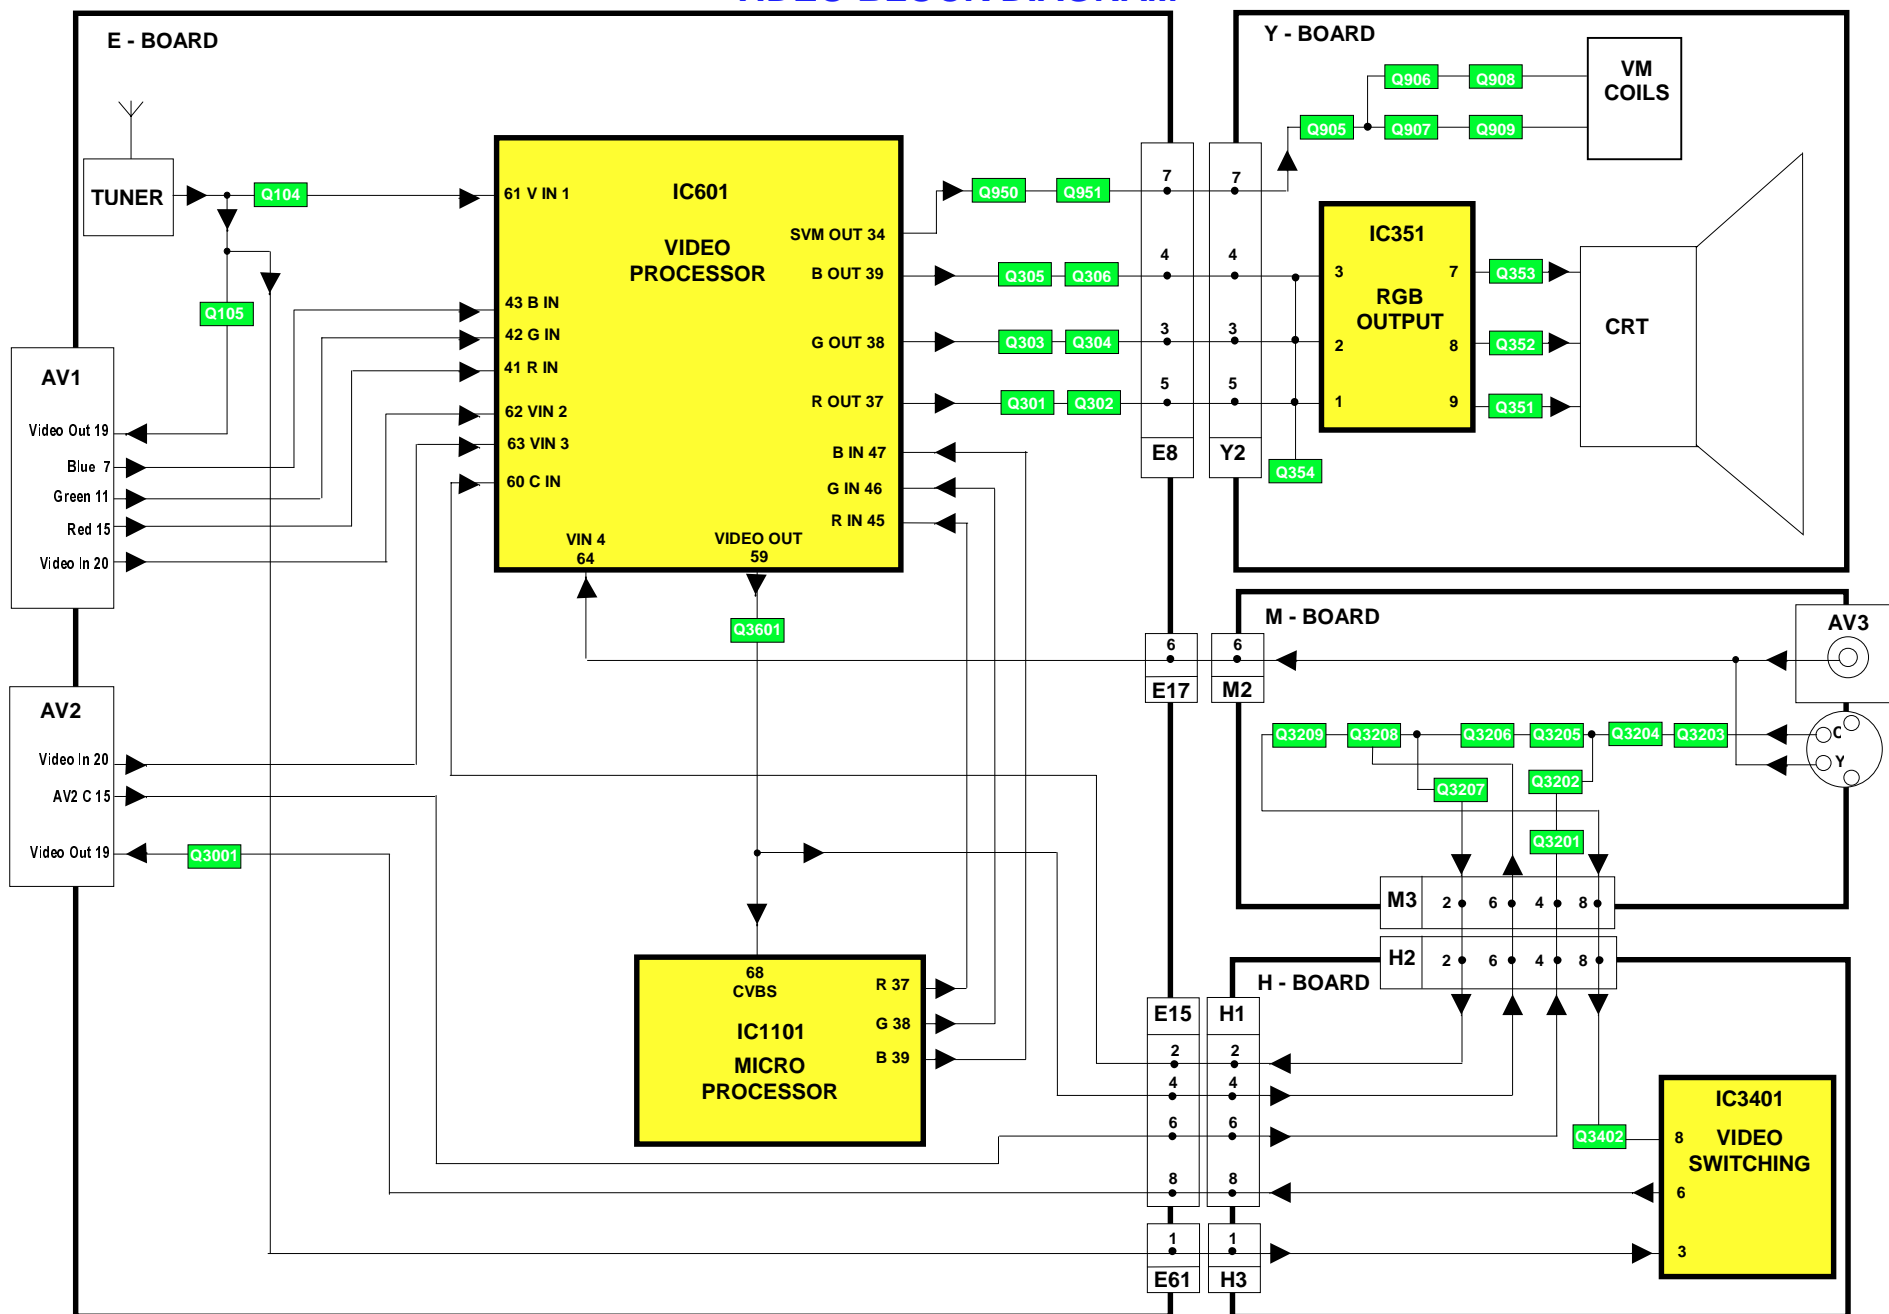 VIDEO BLOCK DIAGRAM
E - BOARD
TUNER
Q104
Q105
AV1
Video Out 19
Blue 7
Green 11
Red 15
Video In 20
AV2
Video In 20
AV2 C 15
Video Out 19
Q3001
61 V IN 1
43 B IN
42 G IN
41 R IN
62 VIN 2
63 VIN 3
60 C IN
IC601
VIDEO
PROCESSOR
SVM OUT 34
B OUT 39
G OUT 38
R OUT 37
B IN 47
G IN 46
R IN 45
VIN 4
64
VIDEO OUT
59
Q3601
68
CVBS
IC1101
MICRO
PROCESSOR
R 37
G 38
B 39
Q950
Q951
Q305
Q306
Q303
Q304
Q301
Q302
7
4
3
5
E8
7
4
3
5
Y2
6
E17
6
M2
E15
2
4
6
8
H1
2
4
6
8
1
E61
1
H3
Y - BOARD
Q905
Q906
Q908
Q907
Q909
VM
COILS
IC351
RGB
OUTPUT
3
2
1
7
8
9
Q353
Q352
Q351
Q354
CRT
M - BOARD
AV3
C
Y
Q3209
Q3208
Q3206
Q3205
Q3204
Q3203
Q3207
Q3202
Q3201
M3
2
6
4
8
H2
2
6
4
8
H - BOARD
Q3402
IC3401
VIDEO
SWITCHING
8
6
3